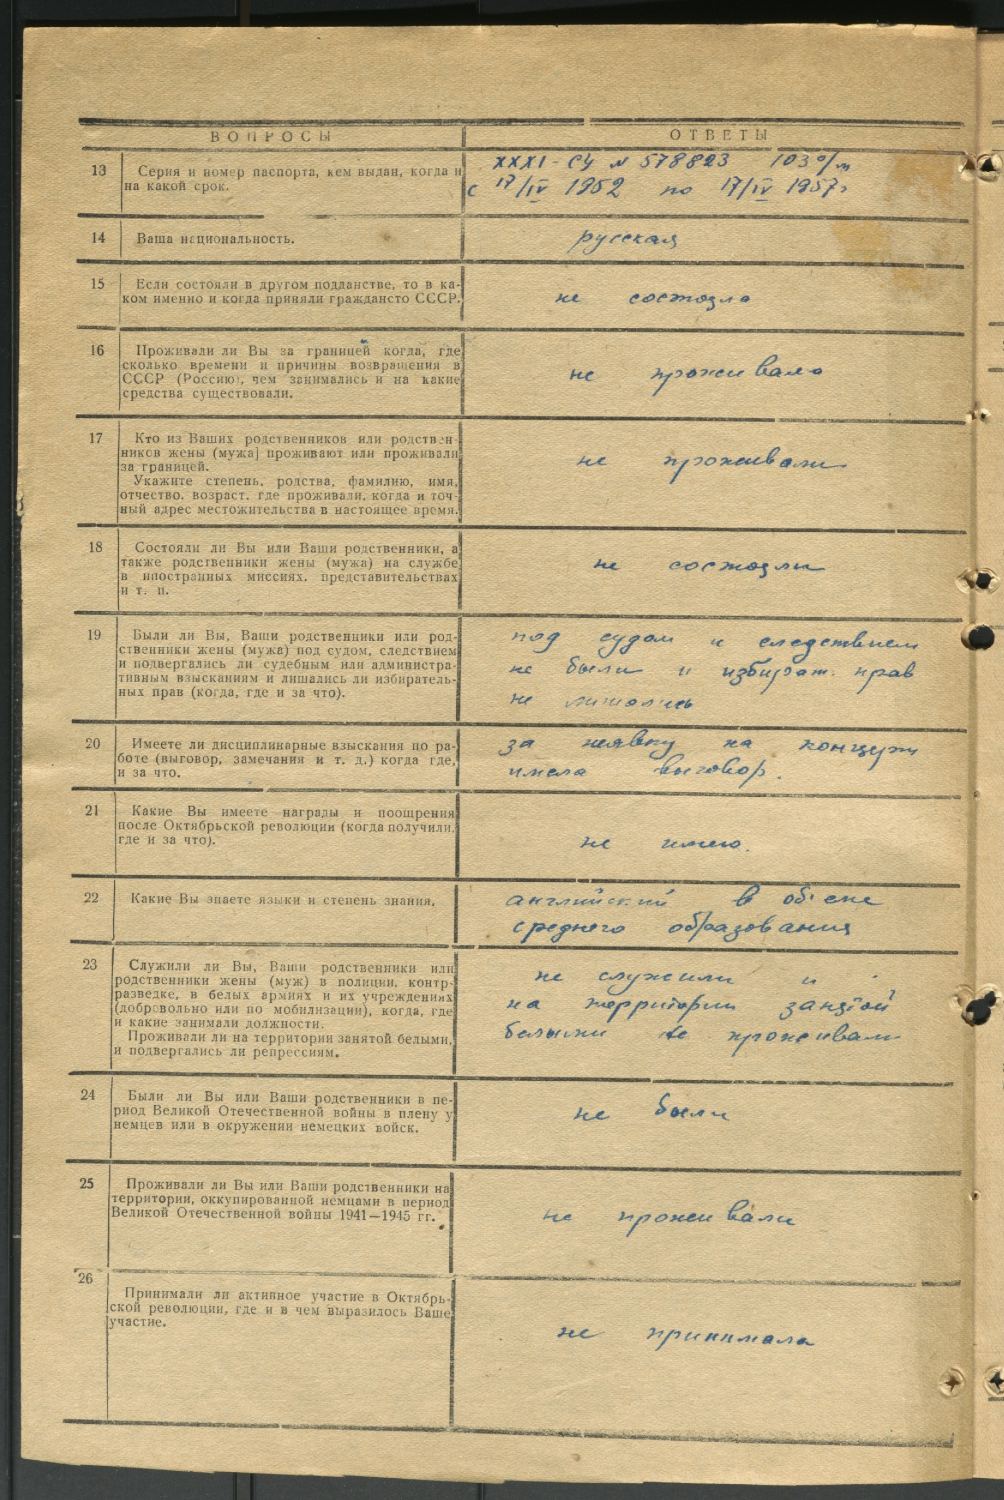 ВОПРОСЫ
ОТВЕТЫ
13
Серия и номер паспорта, кем выдан, когда и
на какой срок.
XXXI-СЦ N 578823 103 о/м
с 17/IV 1952 по 17/IV 1957г
14
Ваша национальность.
русская
15
Если состояли в другом подданстве, то в ка-
ком именно и когда приняли граждансто СССР.
не состояла
16
Проживали ли Вы за границей когда, где
сколько времени и причины возвращения в
СССР (Россию), чем занимались и на какие
средства существовали.
не проживала
17
Кто из Ваших родственников или родствен-
ников жены (мужа) проживают или проживали
за границей.
Укажите степень, родства, фамилию, имя,
отчество, возраст, где проживали, когда и точ-
ный адрес местожительства в настоящее время.
не проживали
18
Состояли ли Вы или Ваши родственники, а
также родственники жены (мужа) на службе
в иностранных миссиях, представительствах
и т. п.
не состояли
19
Были ли Вы, Ваши родственники или род-
ственники жены (мужа) под судом, следствием
и подвергались ли судебным или администра-
тивным взысканиям и лишались ли избиратель-
ных прав (когда, где и за что).
под судом и следствием
не были и избират. прав
не лишались
20
Имеете ли дисциплинарные взыскания по ра-
боте (выговор, замечания и т. д.) когда где,
и за что.
за неявку на концерт
имела выговор.
21
Какие Вы имеете награды и поощрения
после Октябрьской революции (когда получили,
где и за что).
не имею.
22
Какие Вы знаете языки и степень знания.
английский в объеме
среднего образования
23
Служили ли Вы, Ваши родственники или
родственники жены (муж) в полиции, контр-
разведке, в белых армиях и их учреждениях
(добровольно или по мобилизации), когда, где
и какие занимали должности.
Проживали ли на территории занятой белыми,
и подвергались ли репрессиям.
не служили и
на территории занятой
белыми не проживали
24
Были ли Вы или Ваши родственники в пе-
риод Великой Отечественной войны в плену у
немцев или в окружении немецких войск.
не были
25
Проживали ли Вы или Ваши родственники на
территории, оккупированной немцами в период
Великой Отечественной войны 1941—1945 гг.
не проживали
26
Принимали ли активное участие в Октябрь-
ской революции, где и в чем выразилось Ваше
участие.
не принимала